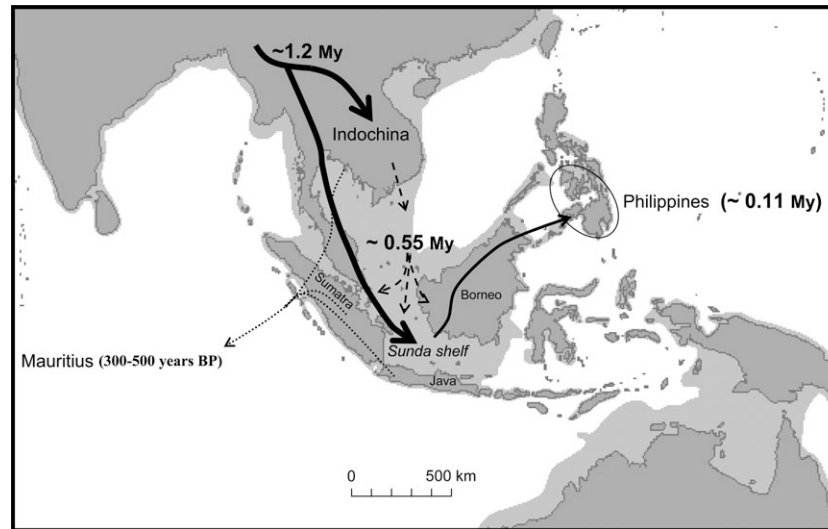 ~1.2 My
Indochina
Philippines (~ 0.11 My)
~ 0.55 My
Sumatra
Borneo
Sunda shelf
Mauritius (300-500 years BP)
Java
0 500 km